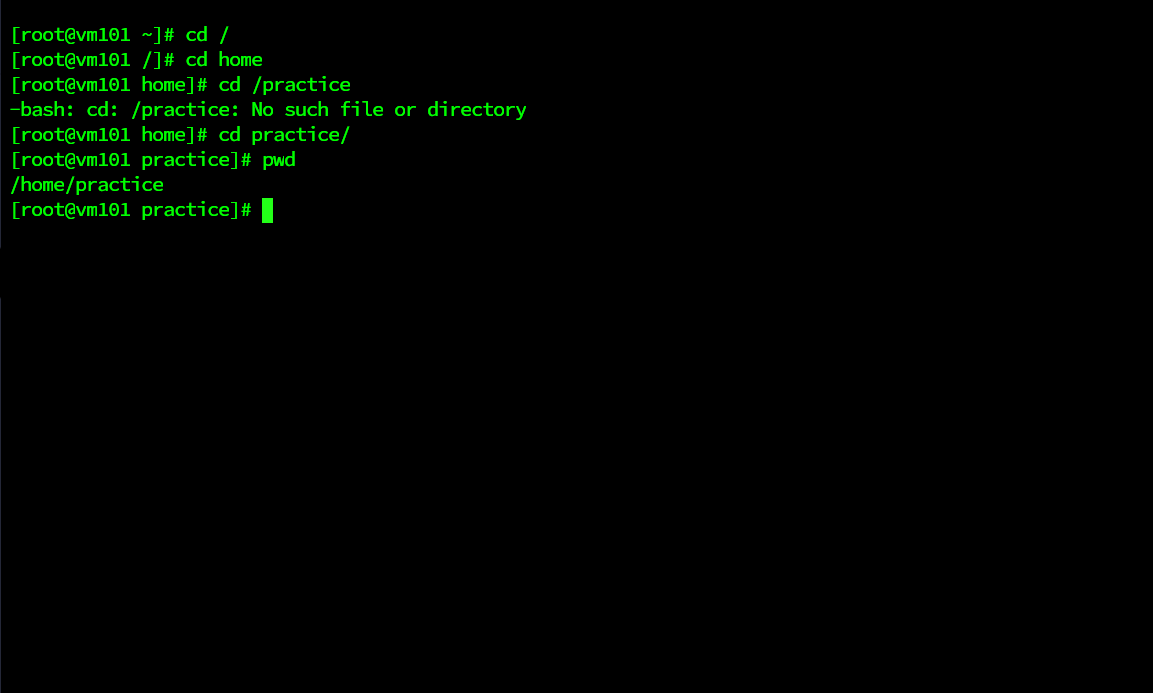 [root@vm101 ~]# cd /
[root@vm101 /]# cd home
[root@vm101 home]# cd /practice
-bash: cd: /practice: No such file or directory
[root@vm101 home]# cd practice/
[root@vm101 practice]# pwd
/home/practice
[root@vm101 practice]#